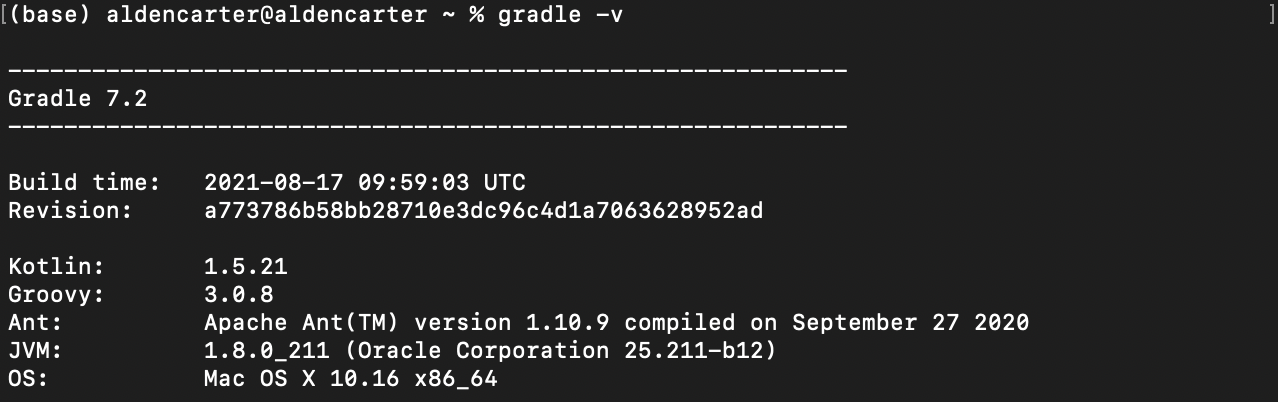 [(base) aldencarter@aldencarter ~ % gradle -v ]
------------------------------------------------------------
Gradle 7.2
------------------------------------------------------------
Build time:   2021-08-17 09:59:03 UTC
Revision:     a773786b58bb28710e3dc96c4d1a7063628952ad
Kotlin:       1.5.21
Groovy:       3.0.8
Ant:          Apache Ant(TM) version 1.10.9 compiled on September 27 2020
JVM:          1.8.0_211 (Oracle Corporation 25.211-b12)
OS:           Mac OS X 10.16 x86_64